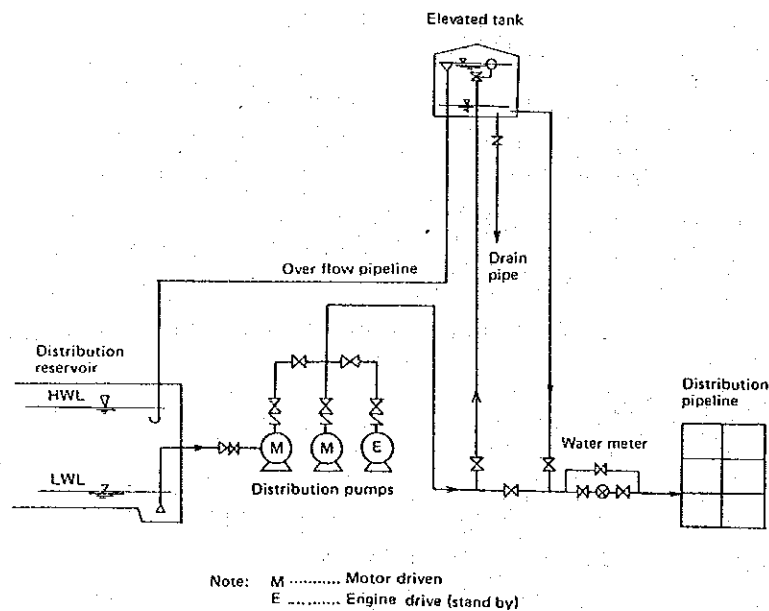 Elevated tank
Over flow pipeline
Drain
pipe
Distribution
reservoir
HWL
LWL
M
M
E
Distribution pumps
Water meter
Distribution
pipeline
Note: M .......... Motor driven
E .......... Engine drive (stand by)